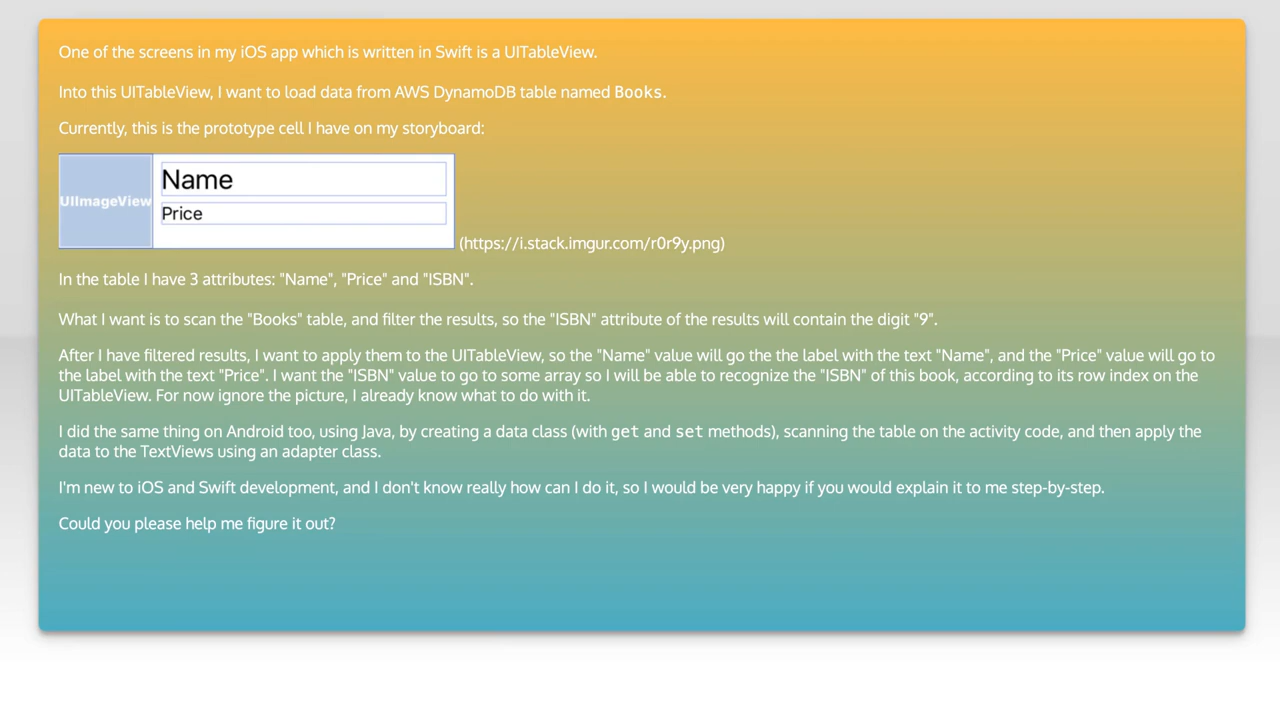 One of the screens in my iOS app which is written in Swift is a UITableView.
Into this UITableView, I want to load data from AWS DynamoDB table named Books.
Currently, this is the prototype cell I have on my storyboard:
UIImageView
Name
Price
(https://i.stack.imgur.com/r0r9y.png)
In the table I have 3 attributes: "Name", "Price" and "ISBN".
What I want is to scan the "Books" table, and filter the results, so the "ISBN" attribute of the results will contain the digit "9".
After I have filtered results, I want to apply them to the UITableView, so the "Name" value will go the the label with the text "Name", and the "Price" value will go to
the label with the text "Price". I want the "ISBN" value to go to some array so I will be able to recognize the "ISBN" of this book, according to its row index on the
UITableView. For now ignore the picture, I already know what to do with it.
I did the same thing on Android too, using Java, by creating a data class (with get and set methods), scanning the table on the activity code, and then apply the
data to the TextViews using an adapter class.
I'm new to iOS and Swift development, and I don't know really how can I do it, so I would be very happy if you would explain it to me step-by-step.
Could you please help me figure it out?